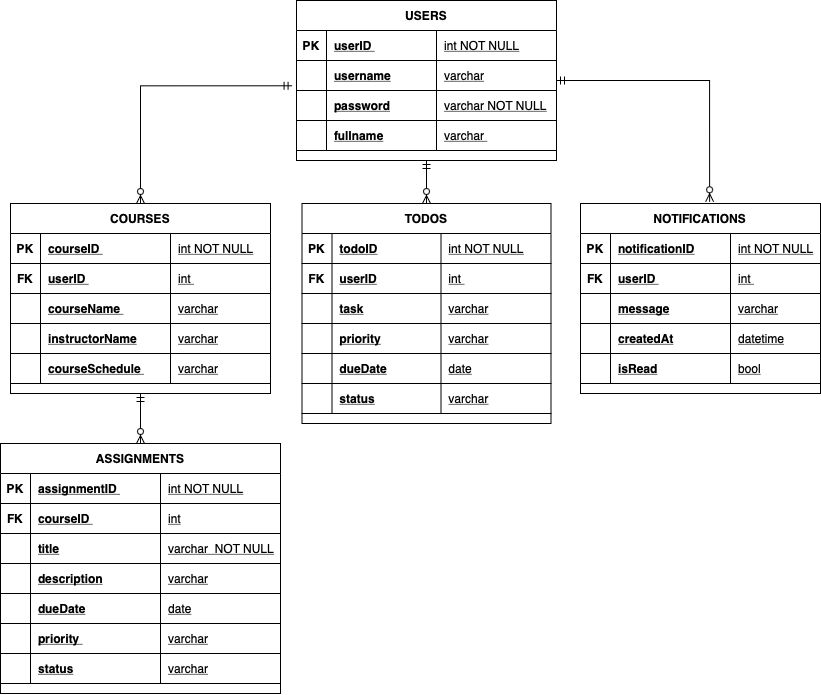 USERS
PK userID int NOT NULL
username varchar
password varchar NOT NULL
fullname varchar
COURSES
PK courseID int NOT NULL
FK userID int
courseName varchar
instructorName varchar
courseSchedule varchar
TODOS
PK todoID int NOT NULL
FK userID int
task varchar
priority varchar
dueDate date
status varchar
NOTIFICATIONS
PK notificationID int NOT NULL
FK userID int
message varchar
createdAt datetime
isRead bool
ASSIGNMENTS
PK assignmentID int NOT NULL
FK courseID int
title varchar NOT NULL
description varchar
dueDate date
priority varchar
status varchar